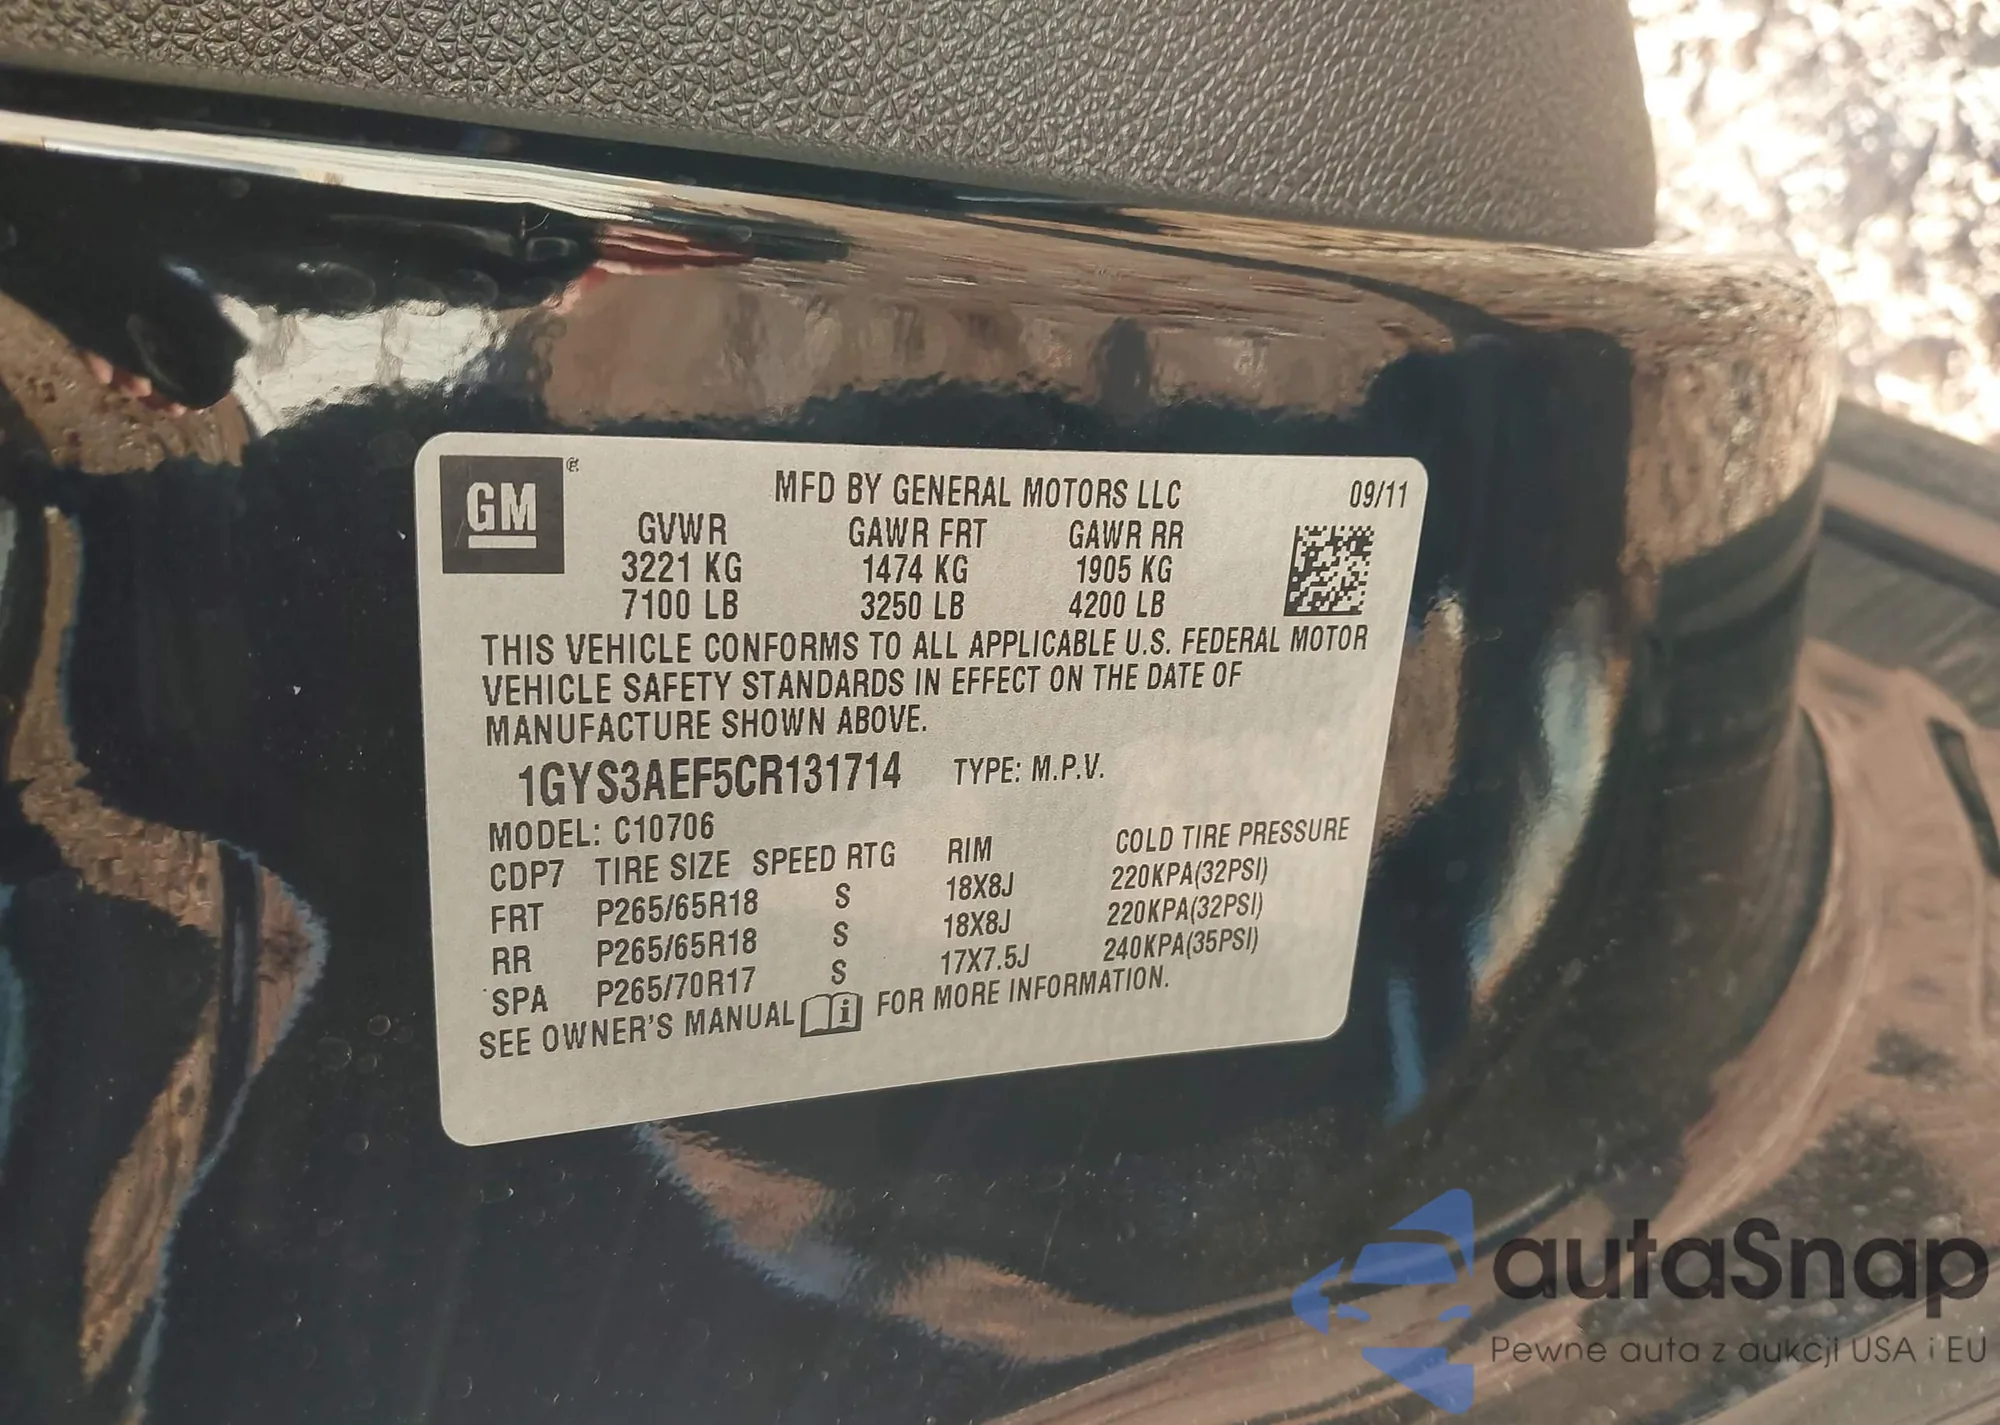 GM ®
MFD BY GENERAL MOTORS LLC 09/11
GVWR GAWR FRT GAWR RR
3221 KG 1474 KG 1905 KG
7100 LB 3250 LB 4200 LB
THIS VEHICLE CONFORMS TO ALL APPLICABLE U.S. FEDERAL MOTOR
VEHICLE SAFETY STANDARDS IN EFFECT ON THE DATE OF
MANUFACTURE SHOWN ABOVE.
1GYS3AEF5CR131714 TYPE: M.P.V.
MODEL: C10706
CDP7 TIRE SIZE SPEED RTG RIM COLD TIRE PRESSURE
FRT P265/65R18 S 18X8J 220KPA(32PSI)
RR P265/65R18 S 18X8J 220KPA(32PSI)
SPA P265/70R17 S 17X7.5J 240KPA(35PSI)
SEE OWNER'S MANUAL i FOR MORE INFORMATION.
autaSnap
Pewne auta z aukcji USA i EU